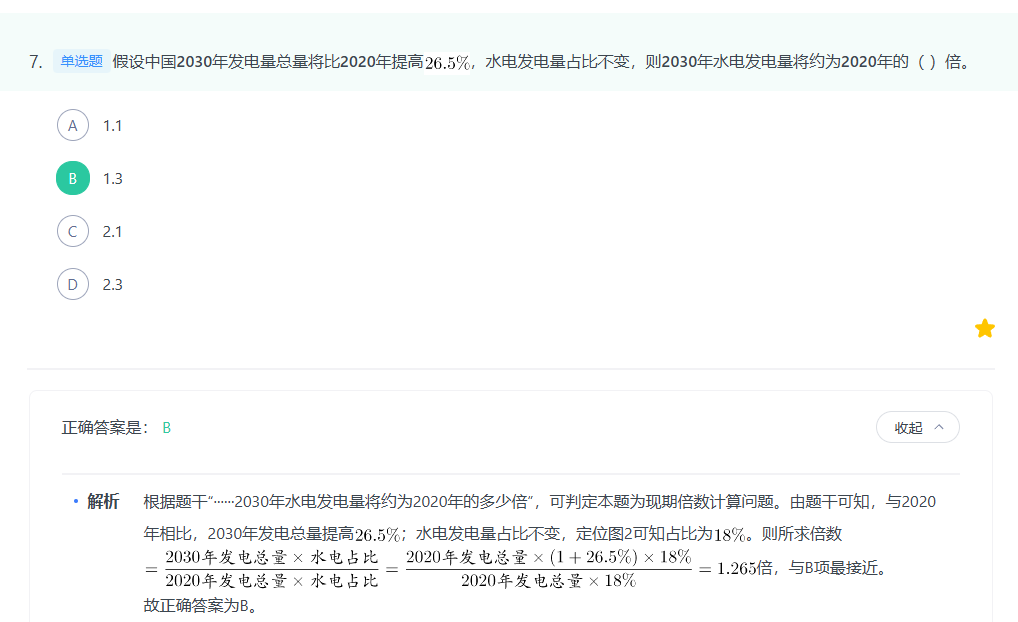 7. 单选题 假设中国2030年发电量总量将比2020年提高26.5%，水电发电量占比不变，则2030年水电发电量将约为2020年的（ ）倍。
A 1.1
B 1.3
C 2.1
D 2.3
正确答案是： B
收起
• 解析 根据题干“……2030年水电发电量将约为2020年的多少倍”，可判定本题为现期倍数计算问题。由题干可知，与2020
年相比，2030年发电总量提高26.5%；水电发电量占比不变，定位图2可知占比为18%。则所求倍数
= 2030年发电总量 × 水电占比 / 2020年发电总量 × 水电占比 = 2020年发电总量 × (1 + 26.5%) × 18% / 2020年发电总量 × 18% = 1.265倍，与B项最接近。
故正确答案为B。